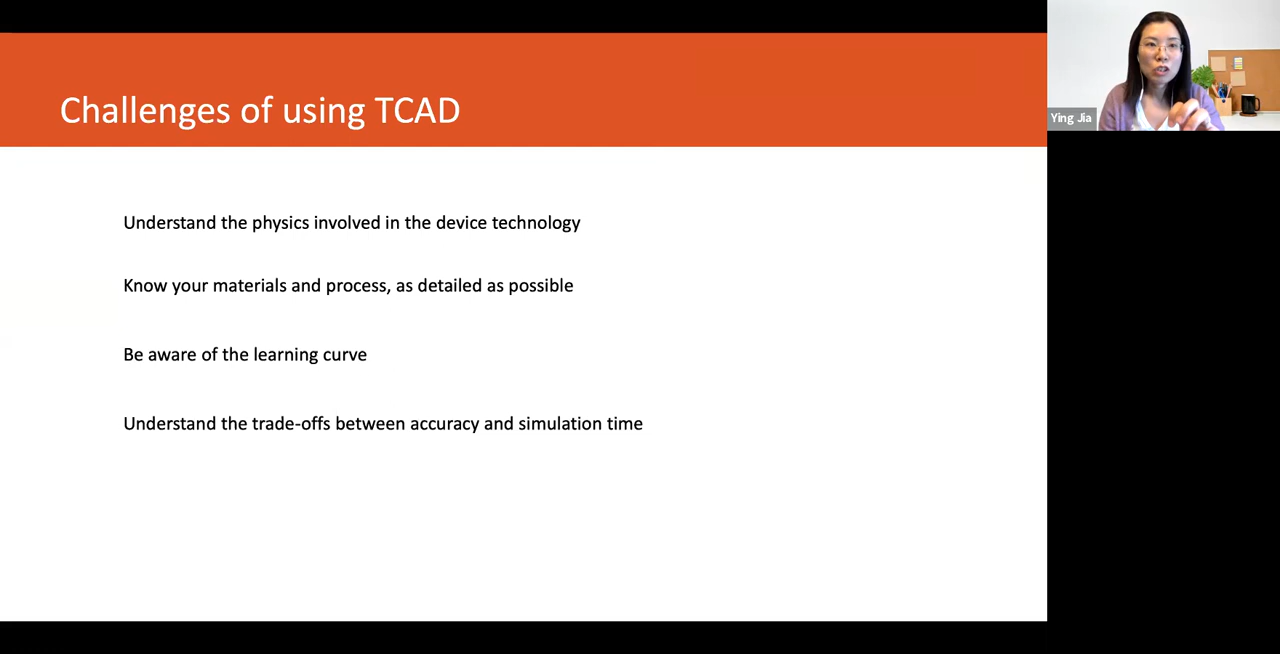 Challenges of using TCAD
Ying Jia
Understand the physics involved in the device technology
Know your materials and process, as detailed as possible
Be aware of the learning curve
Understand the trade-offs between accuracy and simulation time